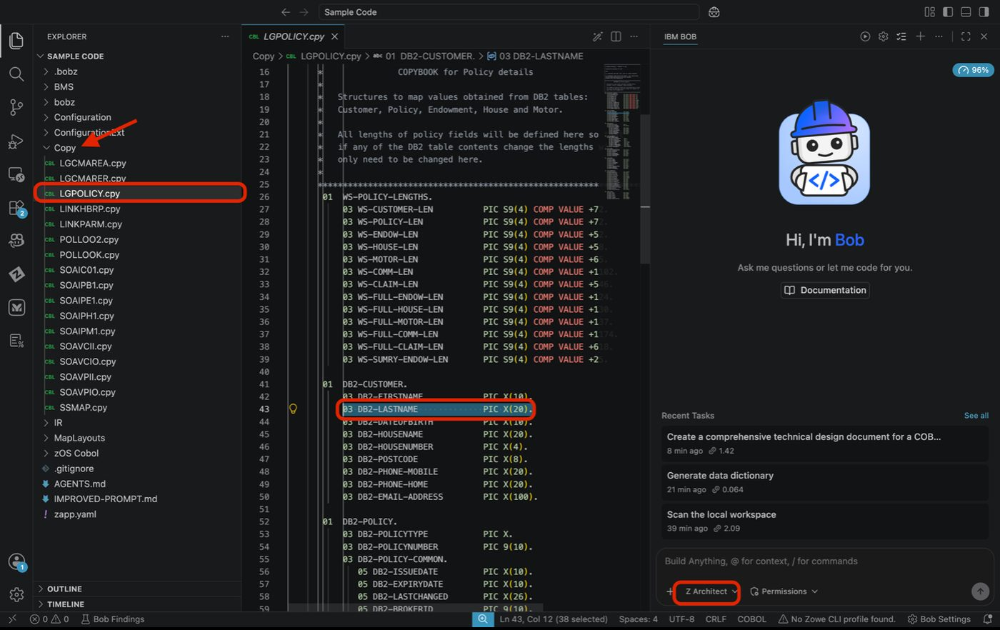 Sample Code
EXPLORER
SAMPLE CODE
.bobz
BMS
bobz
Configuration
ConfigurationExt
Copy
CBL LGCMAREA.cpy
CBL LGCMARER.cpy
CBL LGPOLICY.cpy
CBL LINKHBRP.cpy
CBL LINKPARM.cpy
CBL POLLOO2.cpy
CBL POLLOOK.cpy
CBL SOAIC01.cpy
CBL SOAIPB1.cpy
CBL SOAIPE1.cpy
CBL SOAIPH1.cpy
CBL SOAIPM1.cpy
CBL SOAVCII.cpy
CBL SOAVCIO.cpy
CBL SOAVPII.cpy
CBL SOAVPIO.cpy
CBL SSMAP.cpy
IR
MapLayouts
zOS Cobol
.gitignore
AGENTS.md
IMPROVED-PROMPT.md
! zapp.yaml
OUTLINE
TIMELINE
2
1
CBL LGPOLICY.cpy
Copy > CBL LGPOLICY.cpy > abc 01 DB2-CUSTOMER. > 03 DB2-LASTNAME
16 * COPYBOOK for Policy details
17 *
18 * Structures to map values obtained from DB2 tables:
19 * Customer, Policy, Endowment, House and Motor.
20 *
21 * All lengths of policy fields will be defined here so
22 * if any of the DB2 table contents change the lengths
23 * only need to be changed here.
24 *
25 ********************************************************
26 01 WS-POLICY-LENGTHS.
27 03 WS-CUSTOMER-LEN PIC S9(4) COMP VALUE +72.
28 03 WS-POLICY-LEN PIC S9(4) COMP VALUE +72.
29 03 WS-ENDOW-LEN PIC S9(4) COMP VALUE +52.
30 03 WS-HOUSE-LEN PIC S9(4) COMP VALUE +58.
31 03 WS-MOTOR-LEN PIC S9(4) COMP VALUE +65.
32 03 WS-COMM-LEN PIC S9(4) COMP VALUE +1102.
33 03 WS-CLAIM-LEN PIC S9(4) COMP VALUE +546.
34 03 WS-FULL-ENDOW-LEN PIC S9(4) COMP VALUE +124.
35 03 WS-FULL-HOUSE-LEN PIC S9(4) COMP VALUE +130.
36 03 WS-FULL-MOTOR-LEN PIC S9(4) COMP VALUE +137.
37 03 WS-FULL-COMM-LEN PIC S9(4) COMP VALUE +1174.
38 03 WS-FULL-CLAIM-LEN PIC S9(4) COMP VALUE +618.
39 03 WS-SUMRY-ENDOW-LEN PIC S9(4) COMP VALUE +25.
40
41 01 DB2-CUSTOMER.
42 03 DB2-FIRSTNAME PIC X(10).
43 03 DB2-LASTNAME PIC X(20).
44 03 DB2-DATEOFBIRTH PIC X(10).
45 03 DB2-HOUSENAME PIC X(20).
46 03 DB2-HOUSENUMBER PIC X(4).
47 03 DB2-POSTCODE PIC X(8).
48 03 DB2-PHONE-MOBILE PIC X(20).
49 03 DB2-PHONE-HOME PIC X(20).
50 03 DB2-EMAIL-ADDRESS PIC X(100).
51
52 01 DB2-POLICY.
53 03 DB2-POLICYTYPE PIC X.
54 03 DB2-POLICYNUMBER PIC 9(10).
55 03 DB2-POLICY-COMMON.
56 05 DB2-ISSUEDATE PIC X(10).
57 05 DB2-EXPIRYDATE PIC X(10).
58 05 DB2-LASTCHANGED PIC X(26).
59 05 DB2-BROKERID PIC 9(10).
IBM BOB
96%
Hi, I'm Bob
Ask me questions or let me code for you.
Documentation
Recent Tasks See all
Create a comprehensive technical design document for a COB...
8 min ago 1.42
Generate data dictionary
21 min ago 0.064
Scan the local workspace
39 min ago 2.09
Build Anything, @ for context, / for commands
+ Z Architect Permissions
0 0 Bob Findings Ln 43, Col 12 (38 selected) Spaces: 4 UTF-8 CRLF COBOL No Zowe CLI profile found. Bob Settings